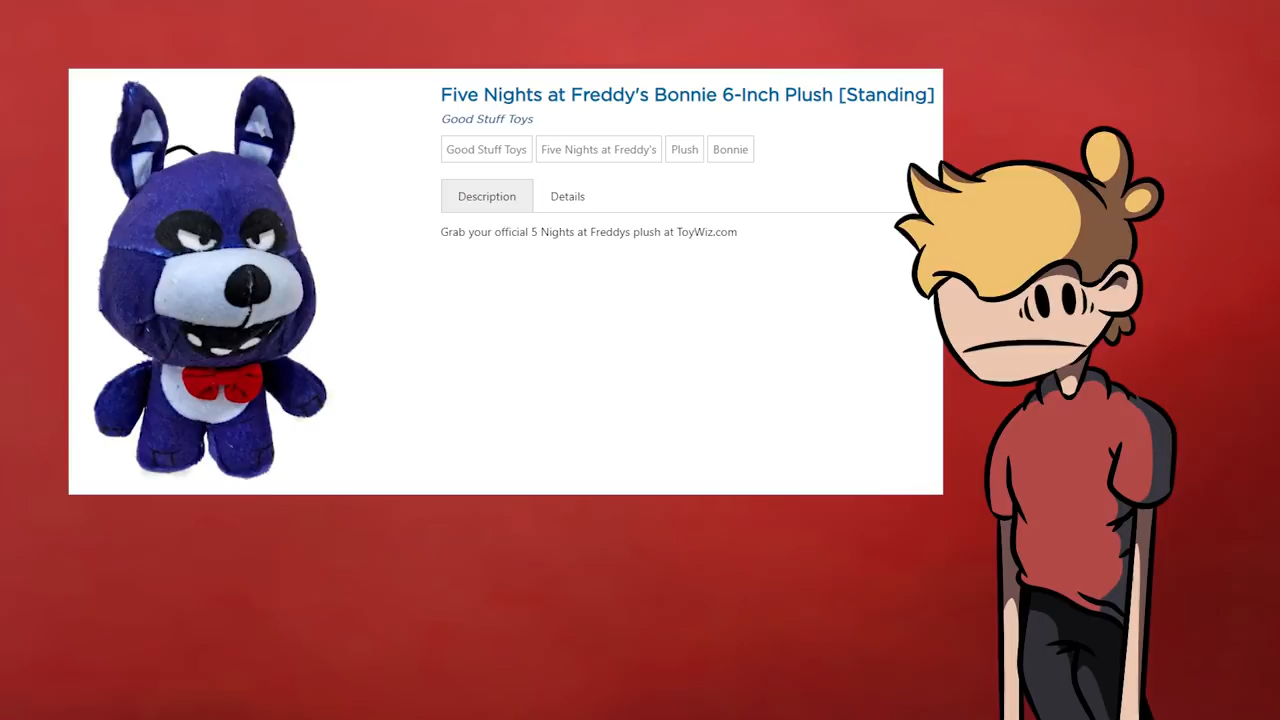 Five Nights at Freddy's Bonnie 6-Inch Plush [Standing]
Good Stuff Toys
Good Stuff Toys Five Nights at Freddy's Plush Bonnie
Description Details
Grab your official 5 Nights at Freddys plush at ToyWiz.com